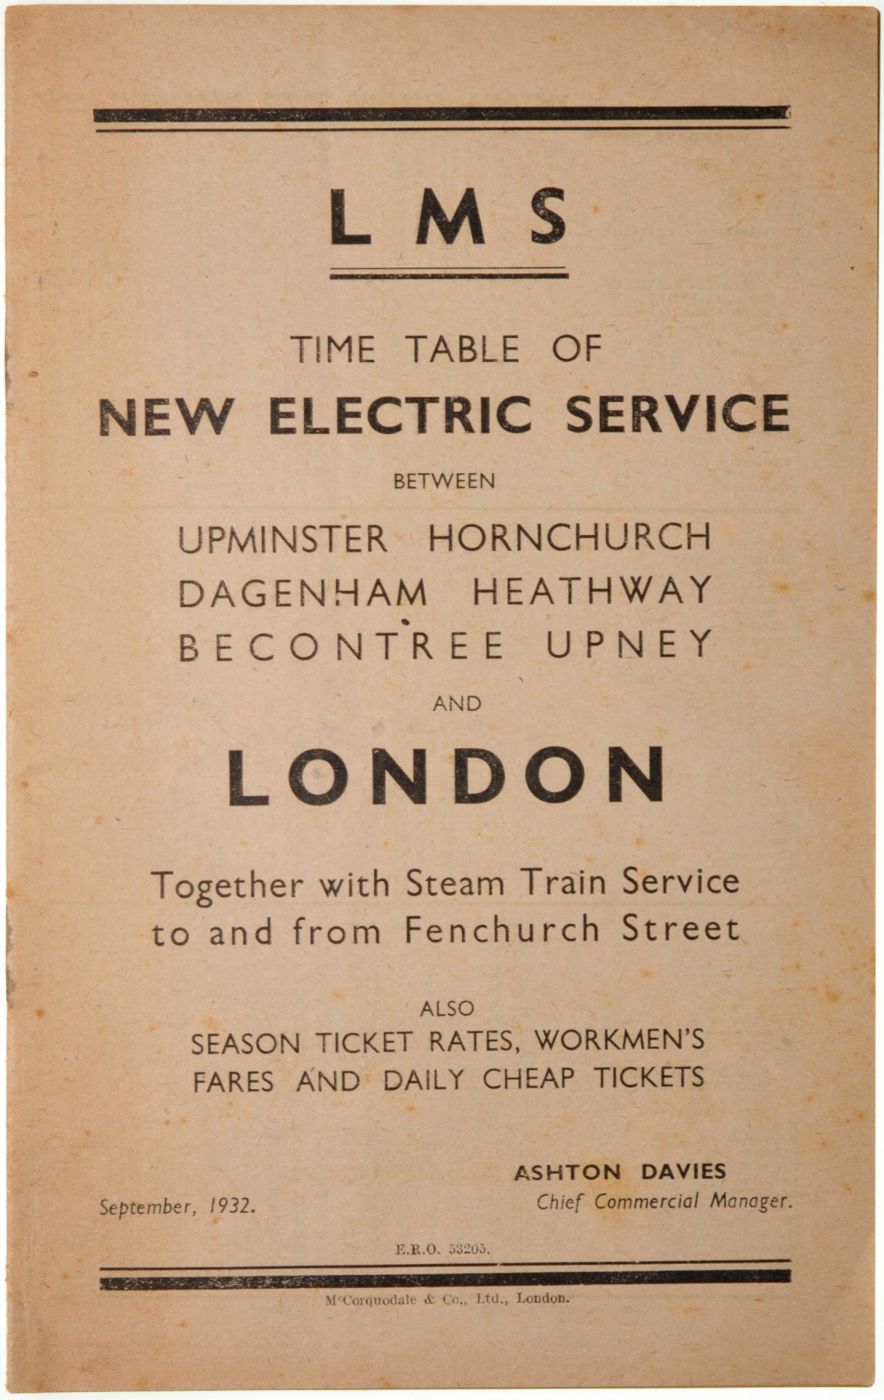 L M S
TIME TABLE OF
NEW ELECTRIC SERVICE
BETWEEN
UPMINSTER HORNCHURCH
DAGENHAM HEATHWAY
BECONTREE UPNEY
AND
LONDON
Together with Steam Train Service
to and from Fenchurch Street
ALSO
SEASON TICKET RATES, WORKMEN'S
FARES AND DAILY CHEAP TICKETS
ASHTON DAVIES
September, 1932. Chief Commercial Manager.
E.R.O. 53205.
McCorquodale & Co., Ltd., London.